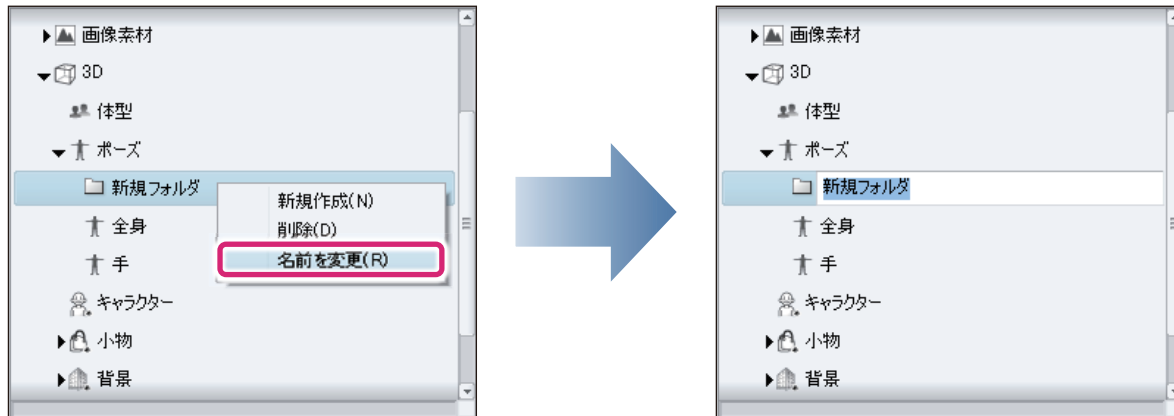 画像素材
3D
体型
ポーズ
新規フォルダ
新規作成(N)
全身
削除(D)
手
名前を変更(R)
キャラクター
小物
背景
画像素材
3D
体型
ポーズ
新規フォルダ
全身
手
キャラクター
小物
背景